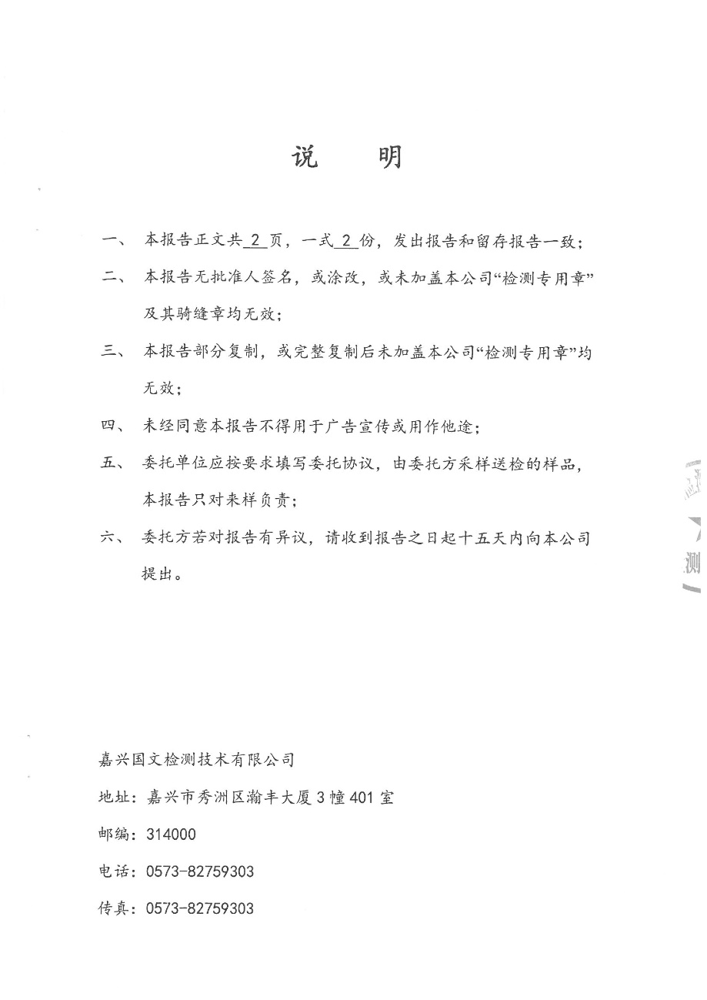 说 明
一、 本报告正文共 2 页，一式 2 份，发出报告和留存报告一致；
二、 本报告无批准人签名，或涂改，或未加盖本公司“检测专用章”
及其骑缝章均无效；
三、 本报告部分复制，或完整复制后未加盖本公司“检测专用章”均
无效；
四、 未经同意本报告不得用于广告宣传或用作他途；
五、 委托单位应按要求填写委托协议，由委托方采样送检的样品，
本报告只对来样负责；
六、 委托方若对报告有异议，请收到报告之日起十五天内向本公司
提出。
测
嘉兴国文检测技术有限公司
地址：嘉兴市秀洲区瀚丰大厦 3 幢 401 室
邮编：314000
电话：0573-82759303
传真：0573-82759303